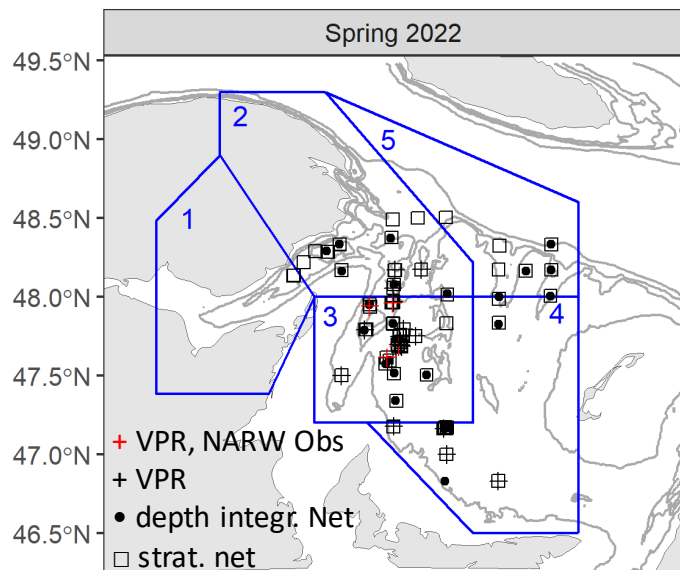 Spring 2022
49.5°N
49.0°N
48.5°N
48.0°N
47.5°N
47.0°N
46.5°N
2
5
1
3
4
+ VPR, NARW Obs
+ VPR
● depth integr. Net
□ strat. net